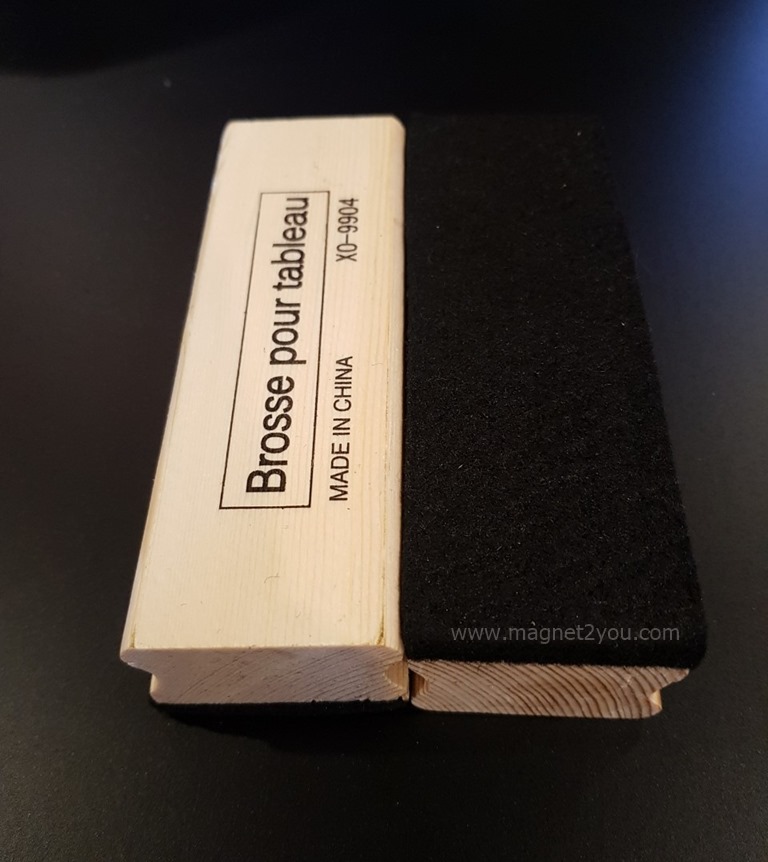 Brosse pour tableau
MADE IN CHINA XO-9904
www.magnet2you.com